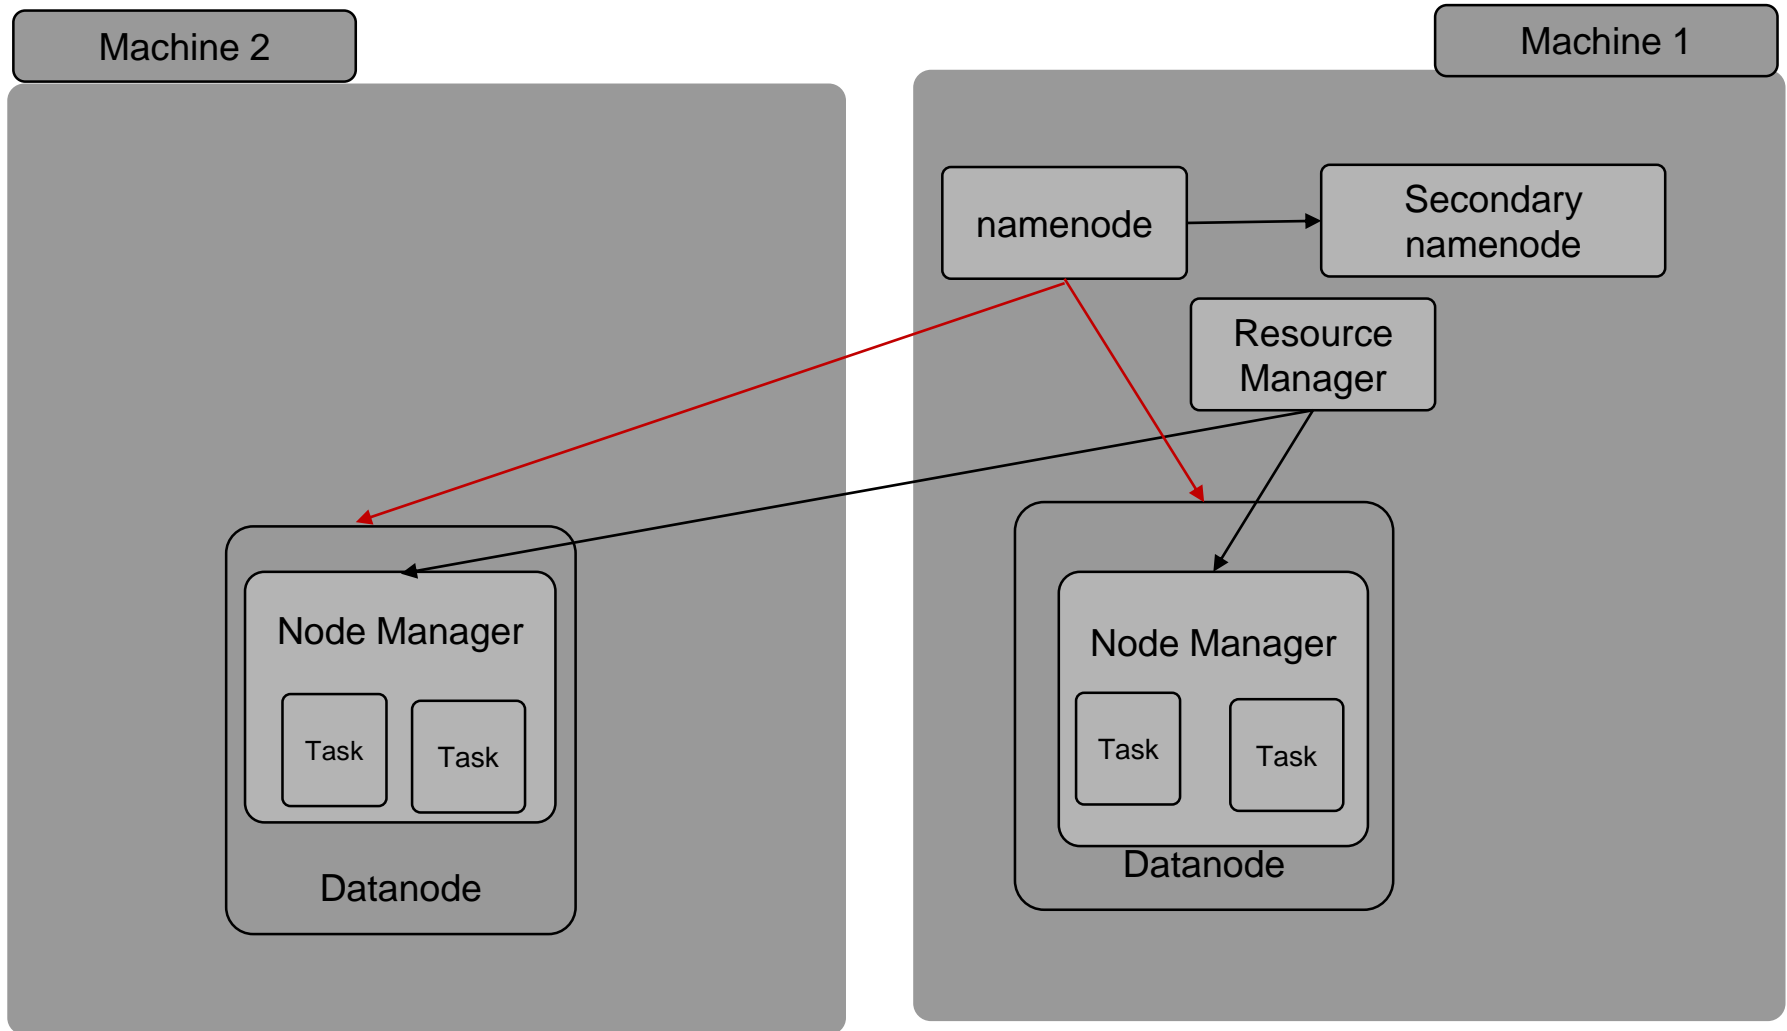 Machine 2
Machine 1
namenode
Secondary
namenode
Resource
Manager
Node Manager
Task
Task
Datanode
Node Manager
Task
Task
Datanode